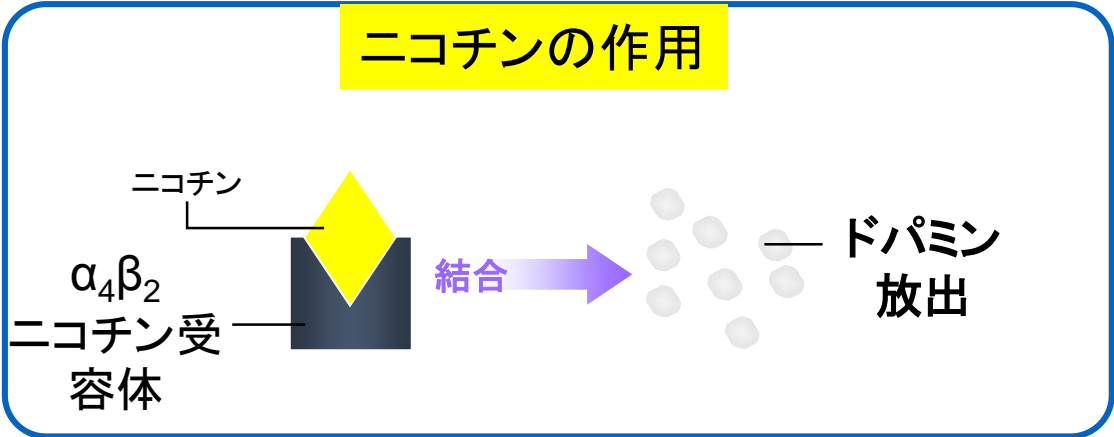 ニコチンの作用
ニコチン
α4β2
ニコチン受
容体
結合
ドパミン
放出